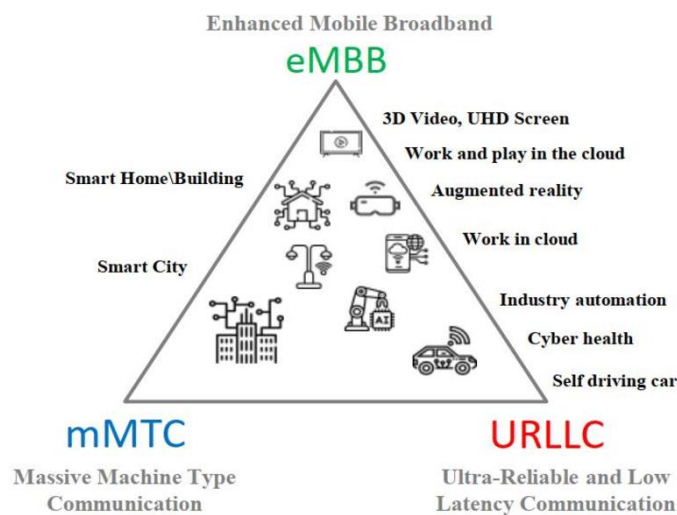 Enhanced Mobile Broadband
eMBB
3D Video, UHD Screen
Work and play in the cloud
Smart Home\Building
Augmented reality
Work in cloud
Smart City
Industry automation
AI
Cyber health
Self driving car
mMTC
URLLC
Massive Machine Type
Communication
Ultra-Reliable and Low
Latency Communication